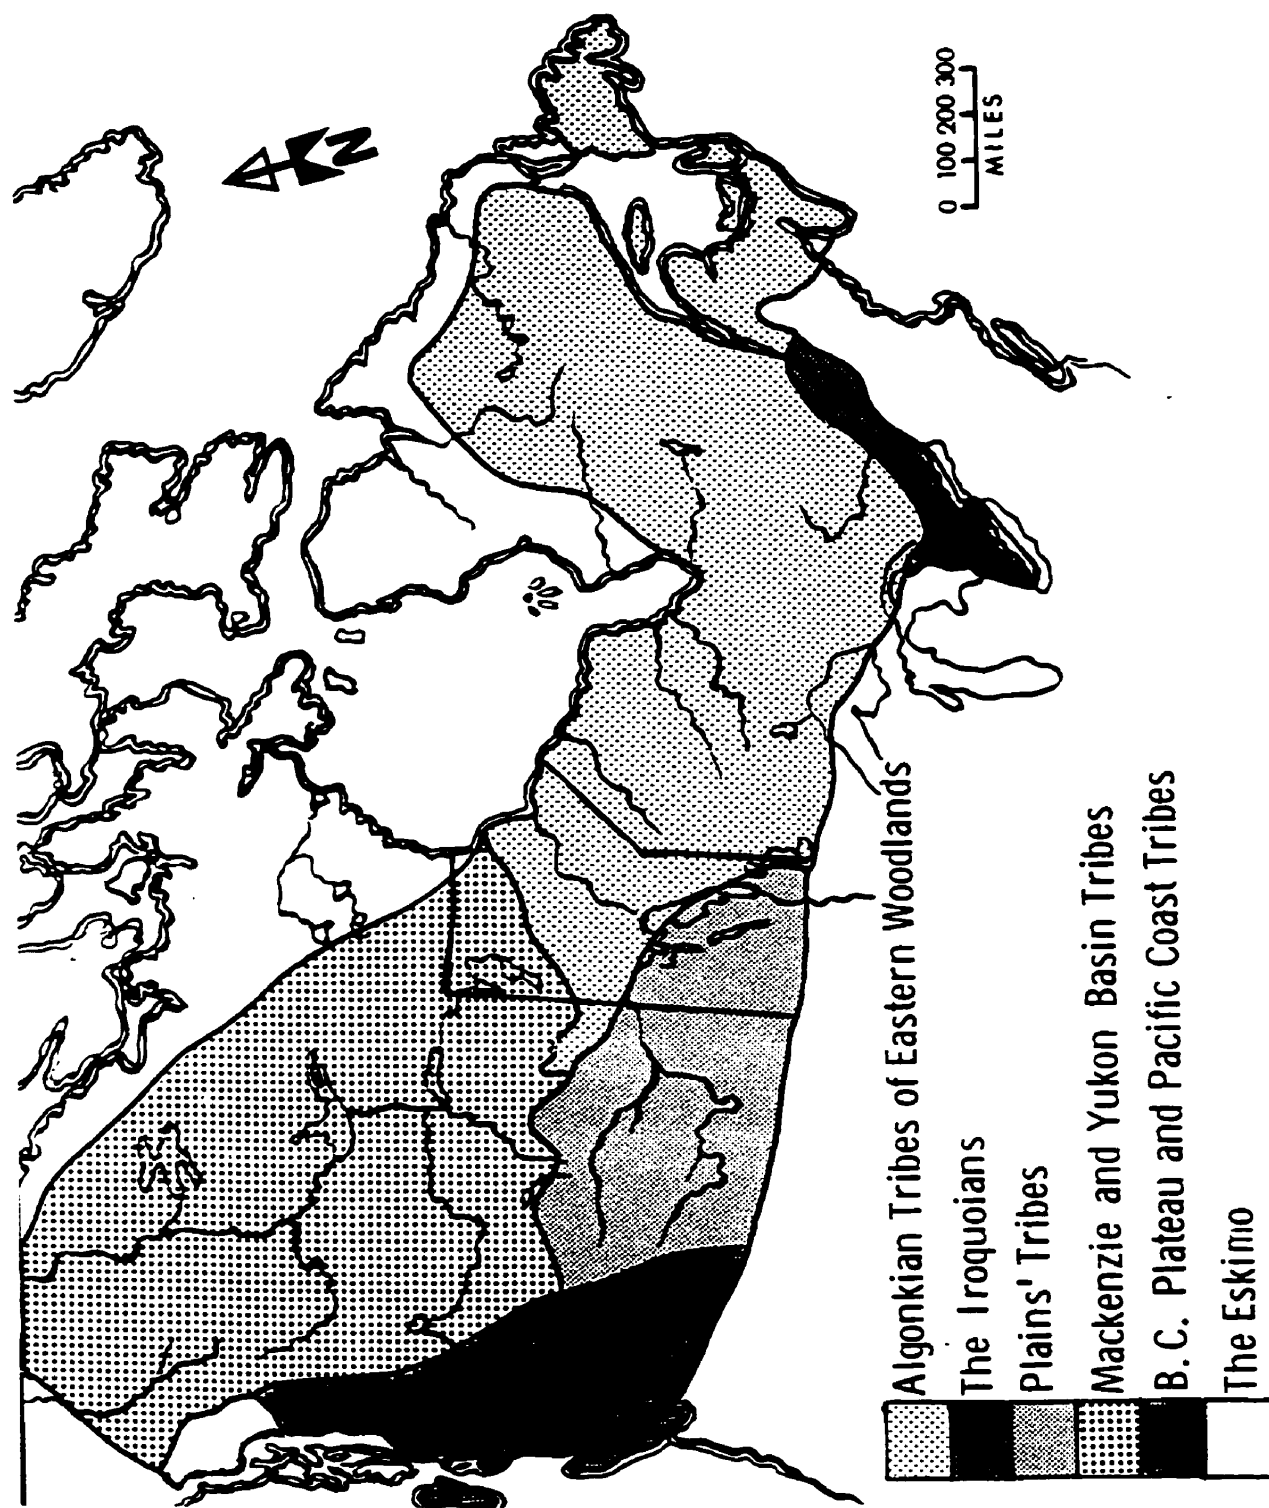 N
0 100 200 300
MILES
Algonkian Tribes of Eastern Woodlands
The Iroquoians
Plains' Tribes
Mackenzie and Yukon Basin Tribes
B. C. Plateau and Pacific Coast Tribes
The Eskimo